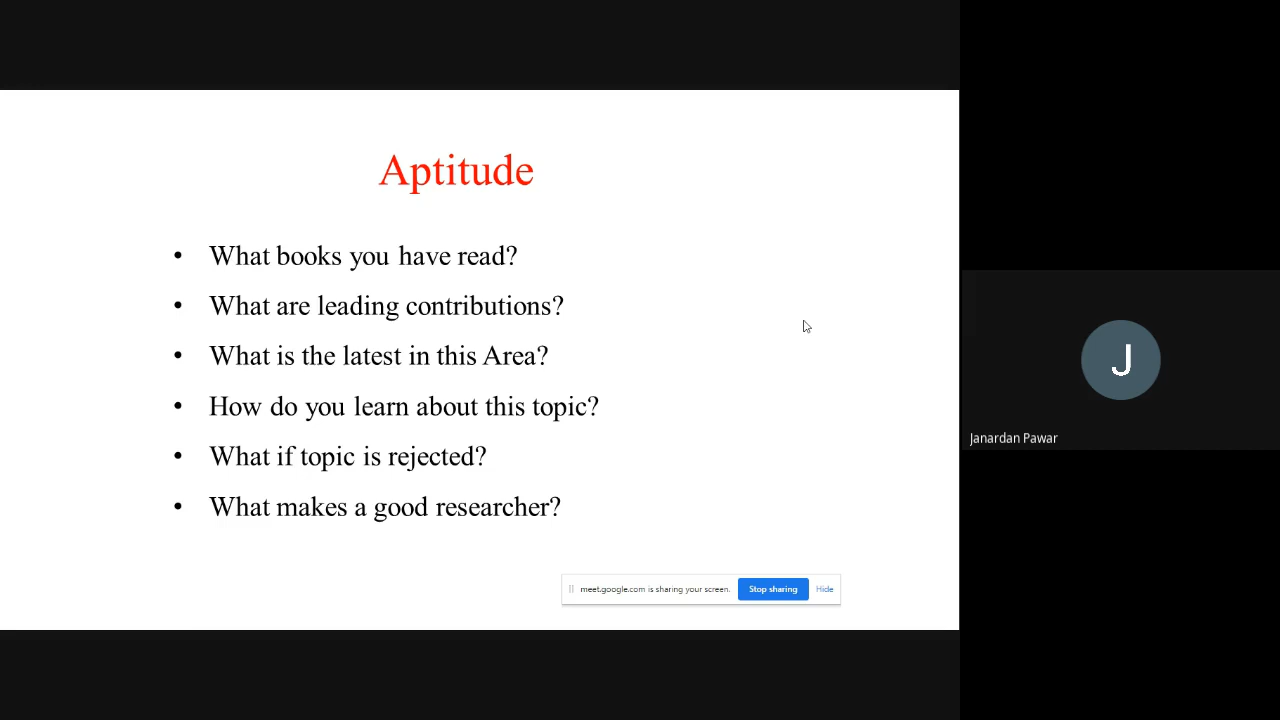 Aptitude
• What books you have read?
• What are leading contributions?
• What is the latest in this Area?
• How do you learn about this topic?
• What if topic is rejected?
• What makes a good researcher?
meet.google.com is sharing your screen. Stop sharing Hide
J
Janardan Pawar